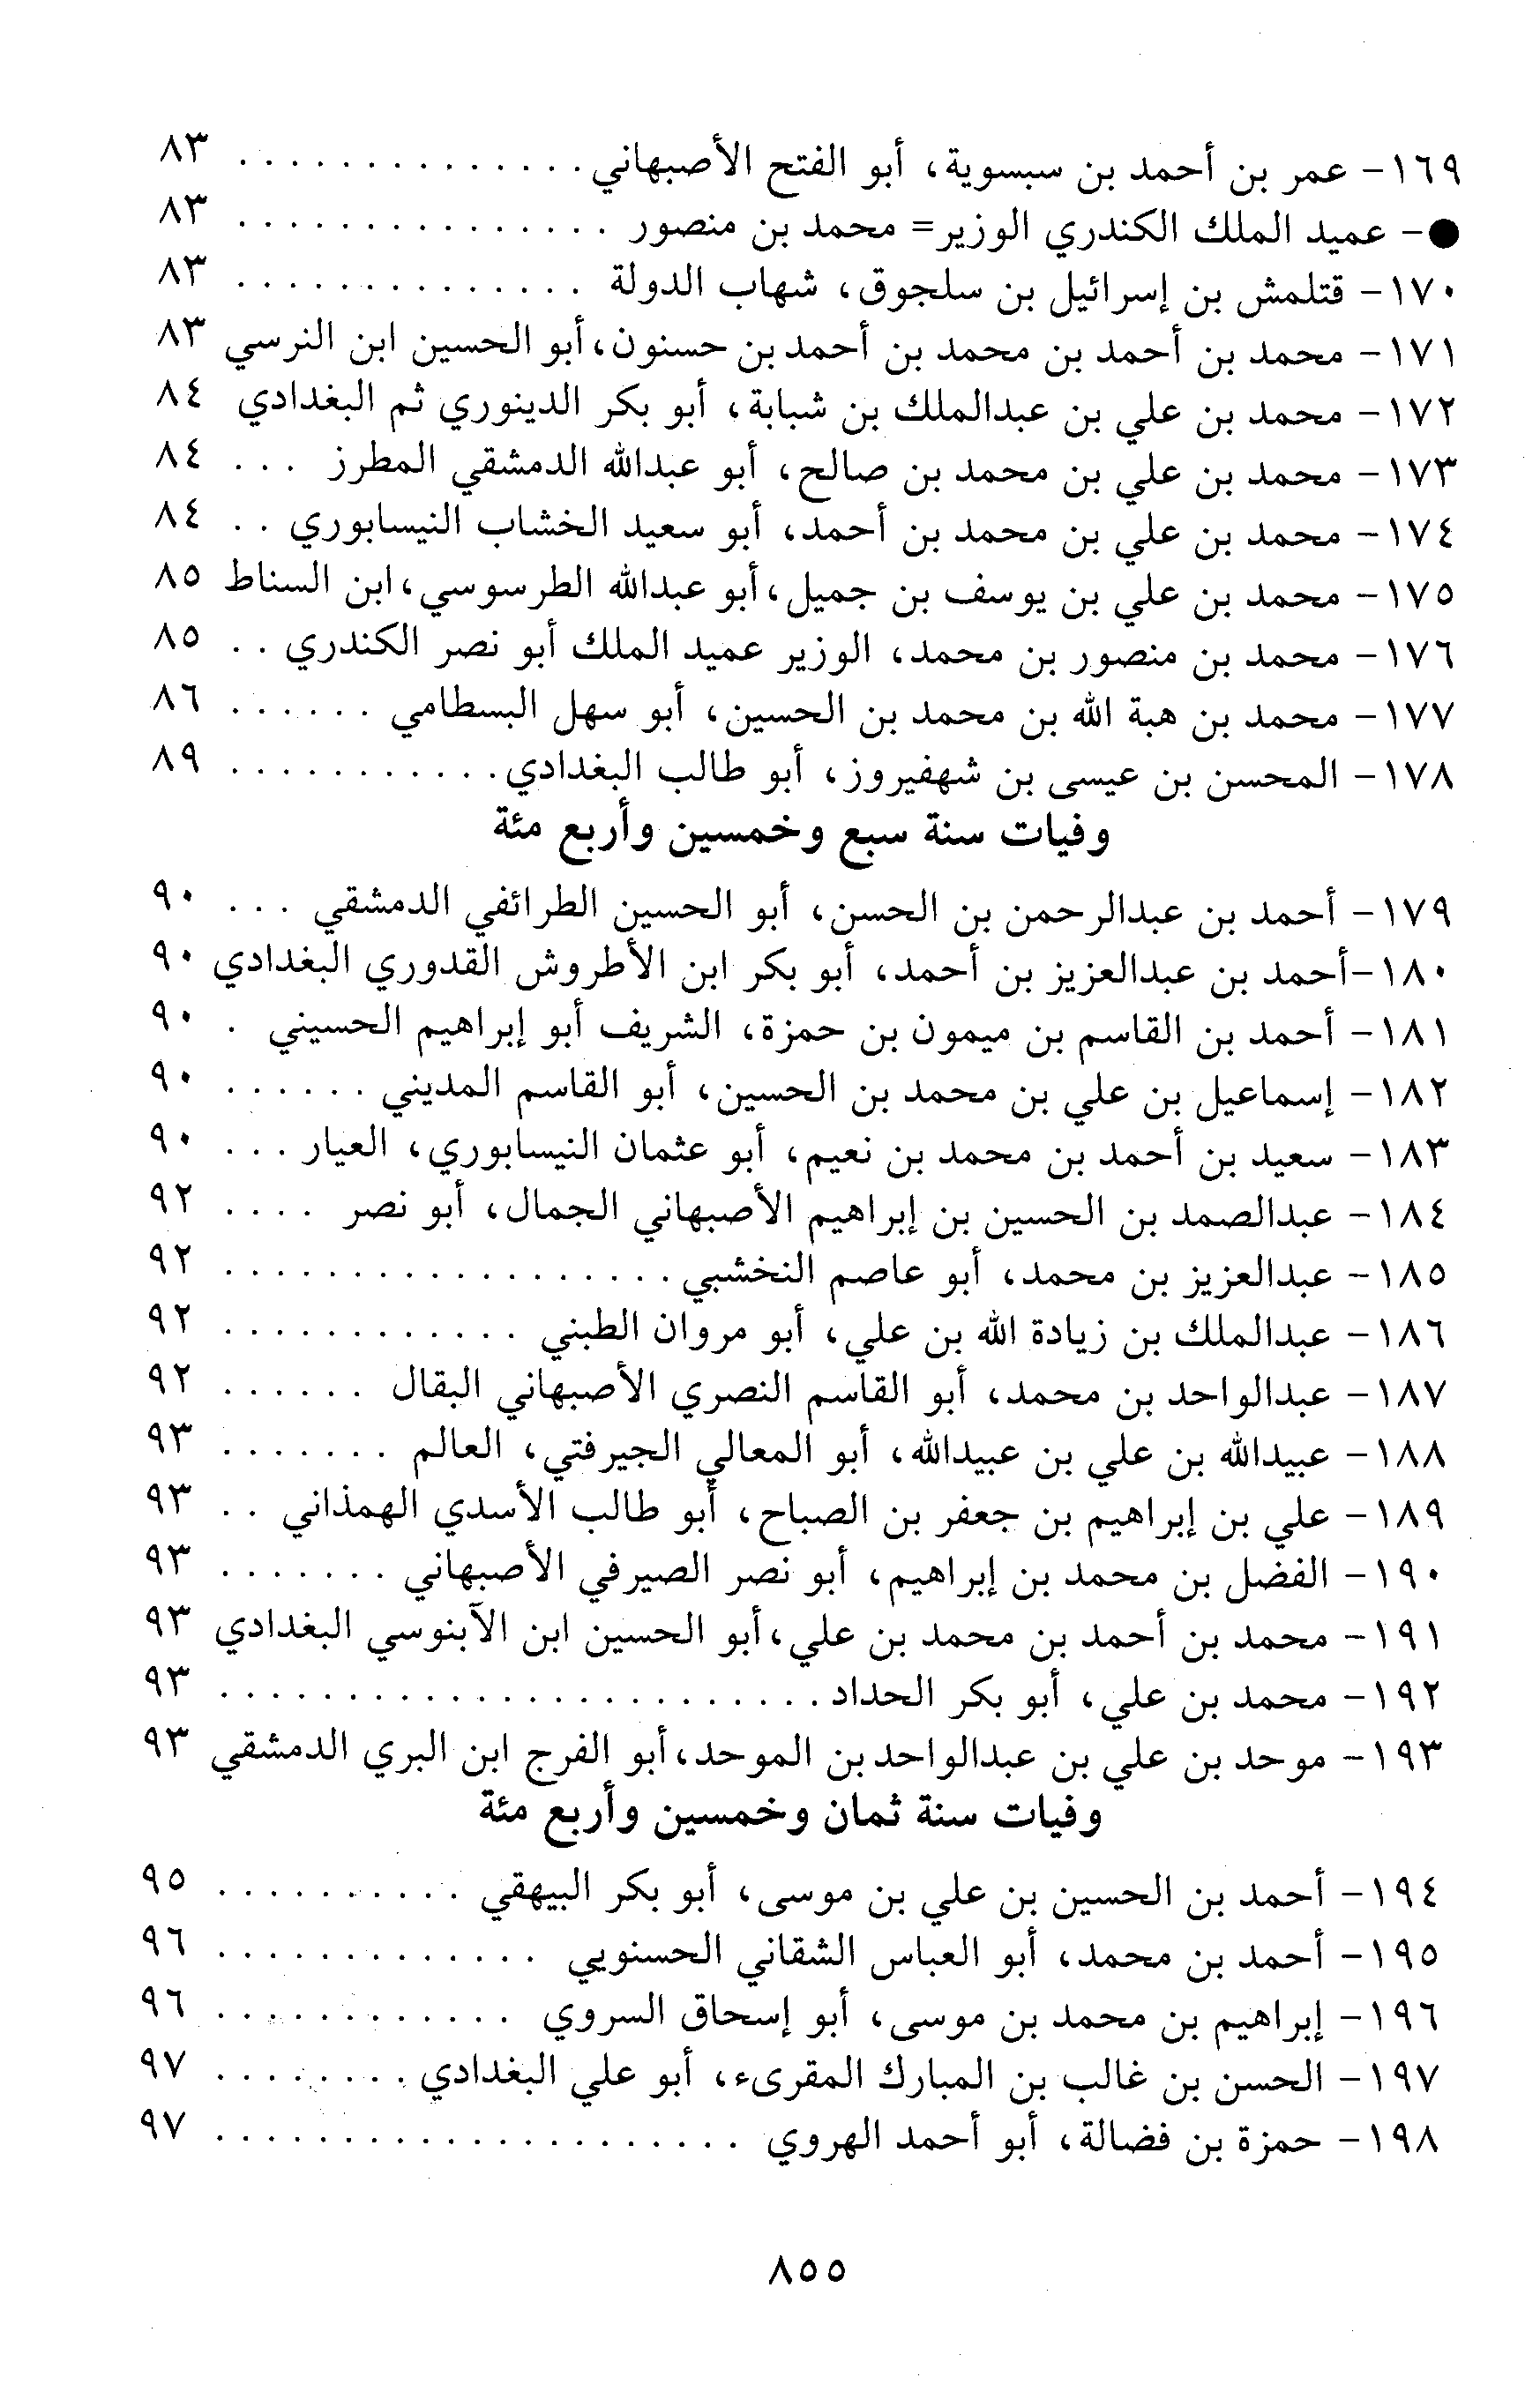 ١٦٩- عمر بن أحمد بن سبسوية، أبو الفتح الأصبهاني . . . . . . . . . . . . . . ٨٣
●- عميد الملك الكندري الوزير= محمد بن منصور . . . . . . . . . . . . . . . ٨٣
١٧٠- قتلمش بن إسرائيل بن سلجوق، شهاب الدولة . . . . . . . . . . . . . . ٨٣
١٧١- محمد بن أحمد بن محمد بن أحمد بن حسنون، أبو الحسين ابن النرسي ٨٣
١٧٢- محمد بن علي بن عبدالملك بن شبابة، أبو بكر الدينوري ثم البغدادي ٨٤
١٧٣- محمد بن علي بن محمد بن صالح، أبو عبدالله الدمشقي المطرز . . . ٨٤
١٧٤- محمد بن علي بن محمد بن أحمد، أبو سعيد الخشاب النيسابوري . . ٨٤
١٧٥- محمد بن علي بن يوسف بن جميل، أبو عبدالله الطرسوسي، ابن السناط ٨٥
١٧٦- محمد بن منصور بن محمد، الوزير عميد الملك أبو نصر الكندري . . ٨٥
١٧٧- محمد بن هبة الله بن محمد بن الحسين، أبو سهل البسطامي . . . . . . ٨٦
١٧٨- المحسن بن عيسى بن شهفيروز، أبو طالب البغدادي . . . . . . . . . . . ٨٩
وفيات سنة سبع وخمسين وأربع مئة
١٧٩- أحمد بن عبدالرحمن بن الحسن، أبو الحسين الطرائفي الدمشقي . . . ٩٠
١٨٠- أحمد بن عبدالعزيز بن أحمد، أبو بكر ابن الأطروش القدوري البغدادي ٩٠
١٨١- أحمد بن القاسم بن ميمون بن حمزة، الشريف أبو إبراهيم الحسيني . ٩٠
١٨٢- إسماعيل بن علي بن محمد بن الحسين، أبو القاسم المديني . . . . . . ٩٠
١٨٣- سعيد بن أحمد بن محمد بن نعيم، أبو عثمان النيسابوري، العيار . . . ٩٠
١٨٤- عبدالصمد بن الحسين بن إبراهيم الأصبهاني الجمال، أبو نصر . . . . ٩٢
١٨٥- عبدالعزيز بن محمد، أبو عاصم النخشبي . . . . . . . . . . . . . . . . . . ٩٢
١٨٦- عبدالملك بن زيادة الله بن علي، أبو مروان الطبني . . . . . . . . . . . . ٩٢
١٨٧- عبدالواحد بن محمد، أبو القاسم النصري الأصبهاني البقال . . . . . . ٩٢
١٨٨- عبيدالله بن علي بن عبيدالله، أبو المعالي الجيرفتي، العالم . . . . . . . ٩٣
١٨٩- علي بن إبراهيم بن جعفر بن الصباح، أبو طالب الأسدي الهمذاني . . ٩٣
١٩٠- الفضل بن محمد بن إبراهيم، أبو نصر الصيرفي الأصبهاني . . . . . . . ٩٣
١٩١- محمد بن أحمد بن محمد بن علي، أبو الحسين ابن الآبنوسي البغدادي ٩٣
١٩٢- محمد بن علي، أبو بكر الحداد . . . . . . . . . . . . . . . . . . . . . . . . ٩٣
١٩٣- موحد بن علي بن عبدالواحد بن الموحد، أبو الفرج ابن البري الدمشقي ٩٣
وفيات سنة ثمان وخمسين وأربع مئة
١٩٤- أحمد بن الحسين بن علي بن موسى، أبو بكر البيهقي . . . . . . . . . . ٩٥
١٩٥- أحمد بن محمد، أبو العباس الشقاني الحسنويي . . . . . . . . . . . . . ٩٦
١٩٦- إبراهيم بن محمد بن موسى، أبو إسحاق السروي . . . . . . . . . . . . ٩٦
١٩٧- الحسن بن غالب بن المبارك المقرىء، أبو علي البغدادي . . . . . . . . ٩٧
١٩٨- حمزة بن فضالة، أبو أحمد الهروي . . . . . . . . . . . . . . . . . . . . . ٩٧
٨٥٥